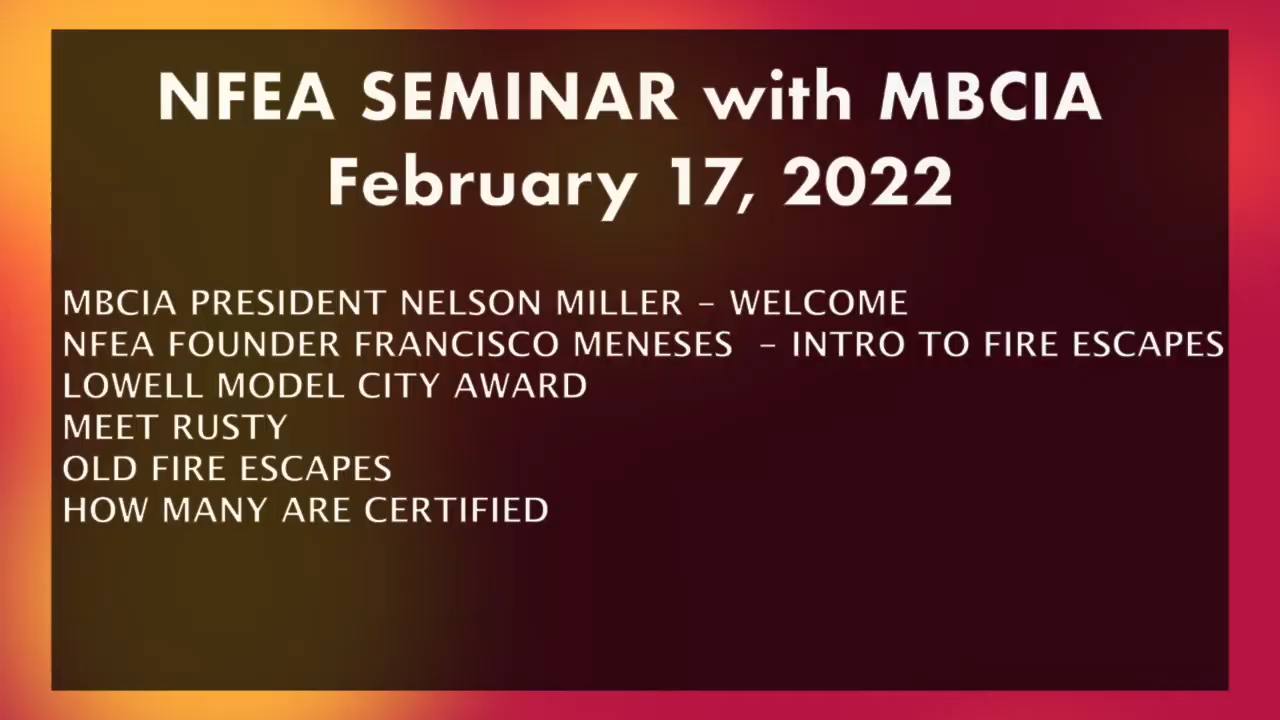 NFEA SEMINAR with MBCIA
February 17, 2022
MBCIA PRESIDENT NELSON MILLER – WELCOME
NFEA FOUNDER FRANCISCO MENESES – INTRO TO FIRE ESCAPES
LOWELL MODEL CITY AWARD
MEET RUSTY
OLD FIRE ESCAPES
HOW MANY ARE CERTIFIED